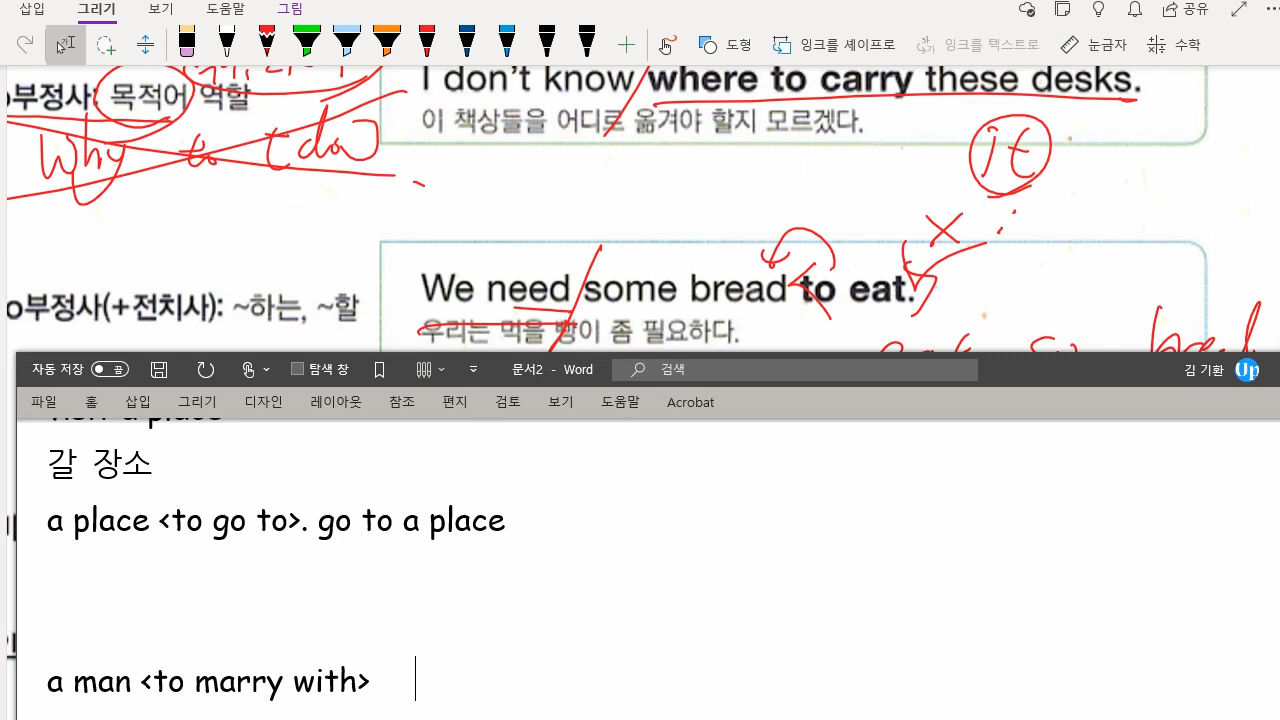 삽입 그리기 보기 도움말 그림
공유
도형 잉크를 셰이프로 잉크를 텍스트로 눈금자 수학
o부정사: 목적어 역할
I don't know where to carry these desks.
이 책상들을 어디로 옮겨야 할지 모르겠다.
Why to (do)
it
We need some bread to eat.
o부정사(+전치사): ~하는, ~할
우리는 먹을 빵이 좀 필요하다.
bread
자동 저장 끔 탐색 창 문서2 - Word 검색 김 기환 Up
파일 홈 삽입 그리기 디자인 레이아웃 참조 편지 검토 보기 도움말 Acrobat
visit a place
갈 장소
a place <to go to>. go to a place
a man <to marry with>